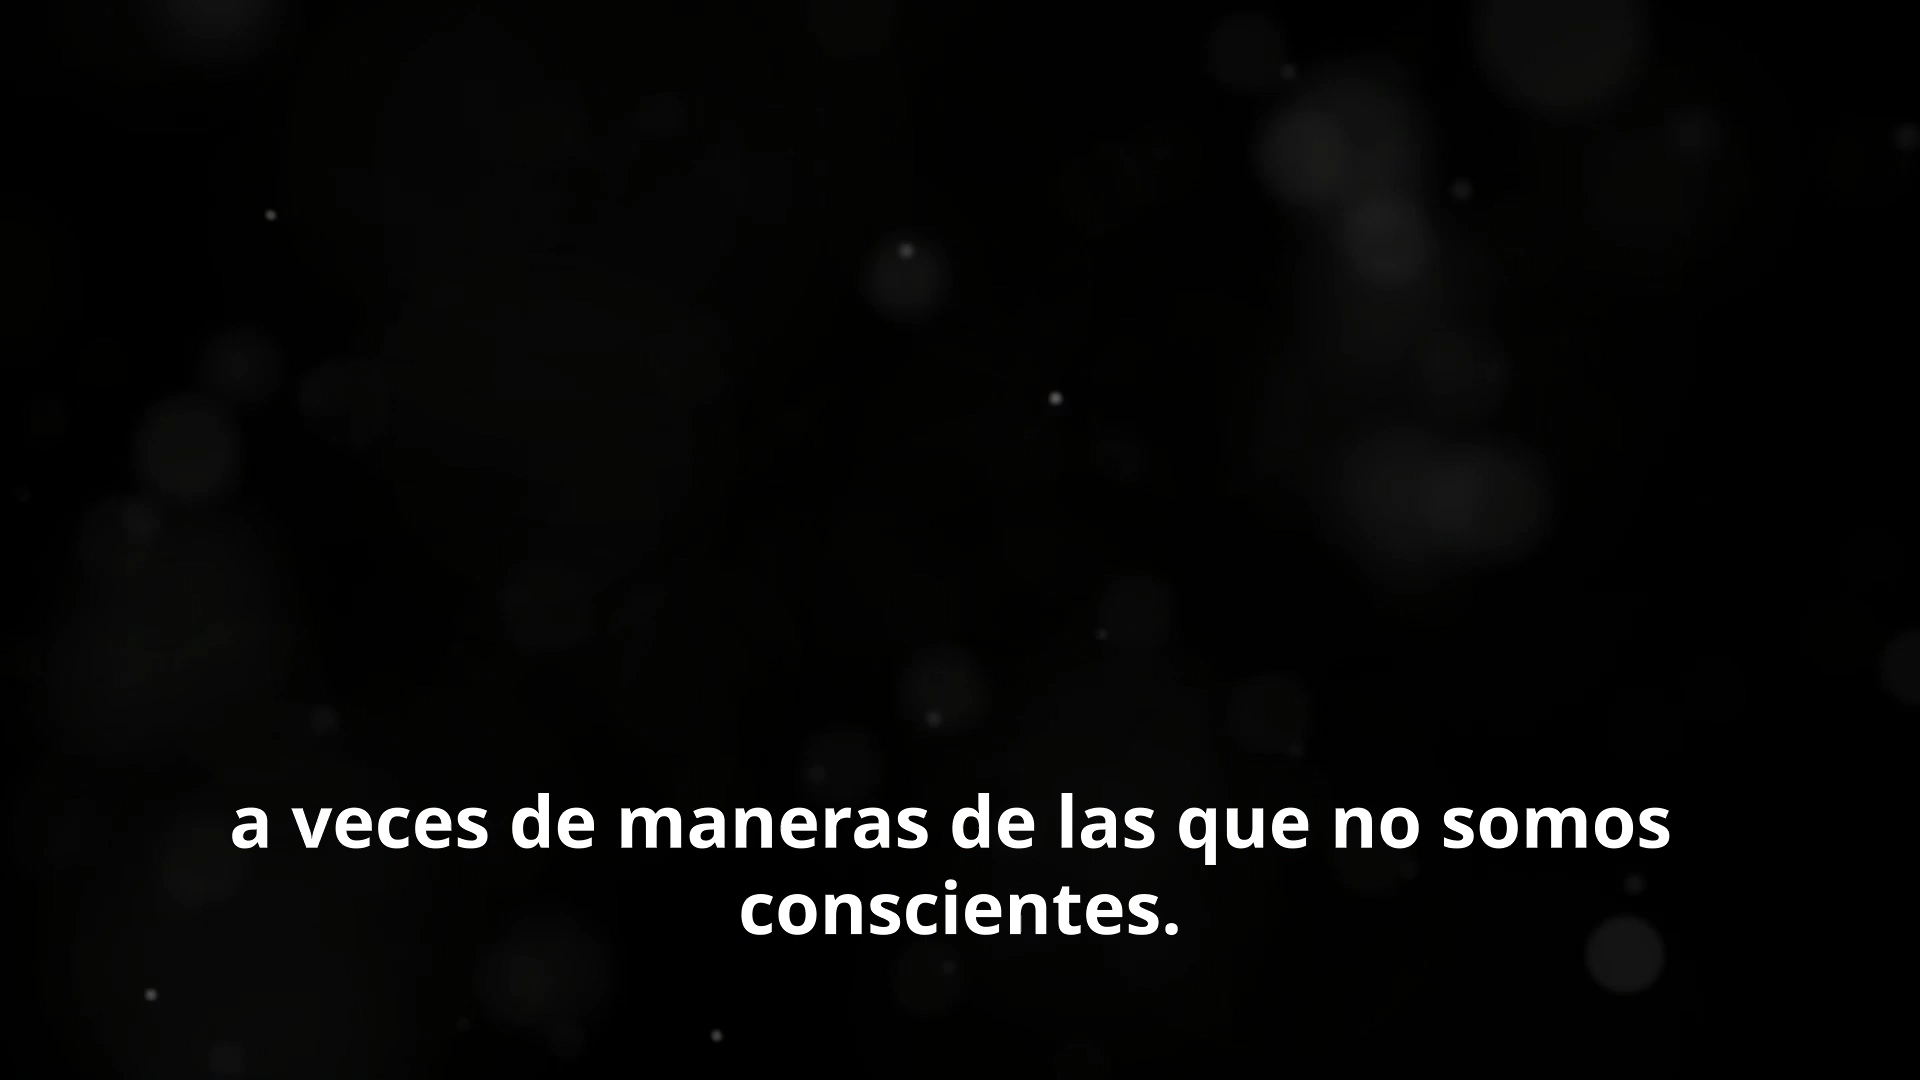 a veces de maneras de las que no somos
conscientes.